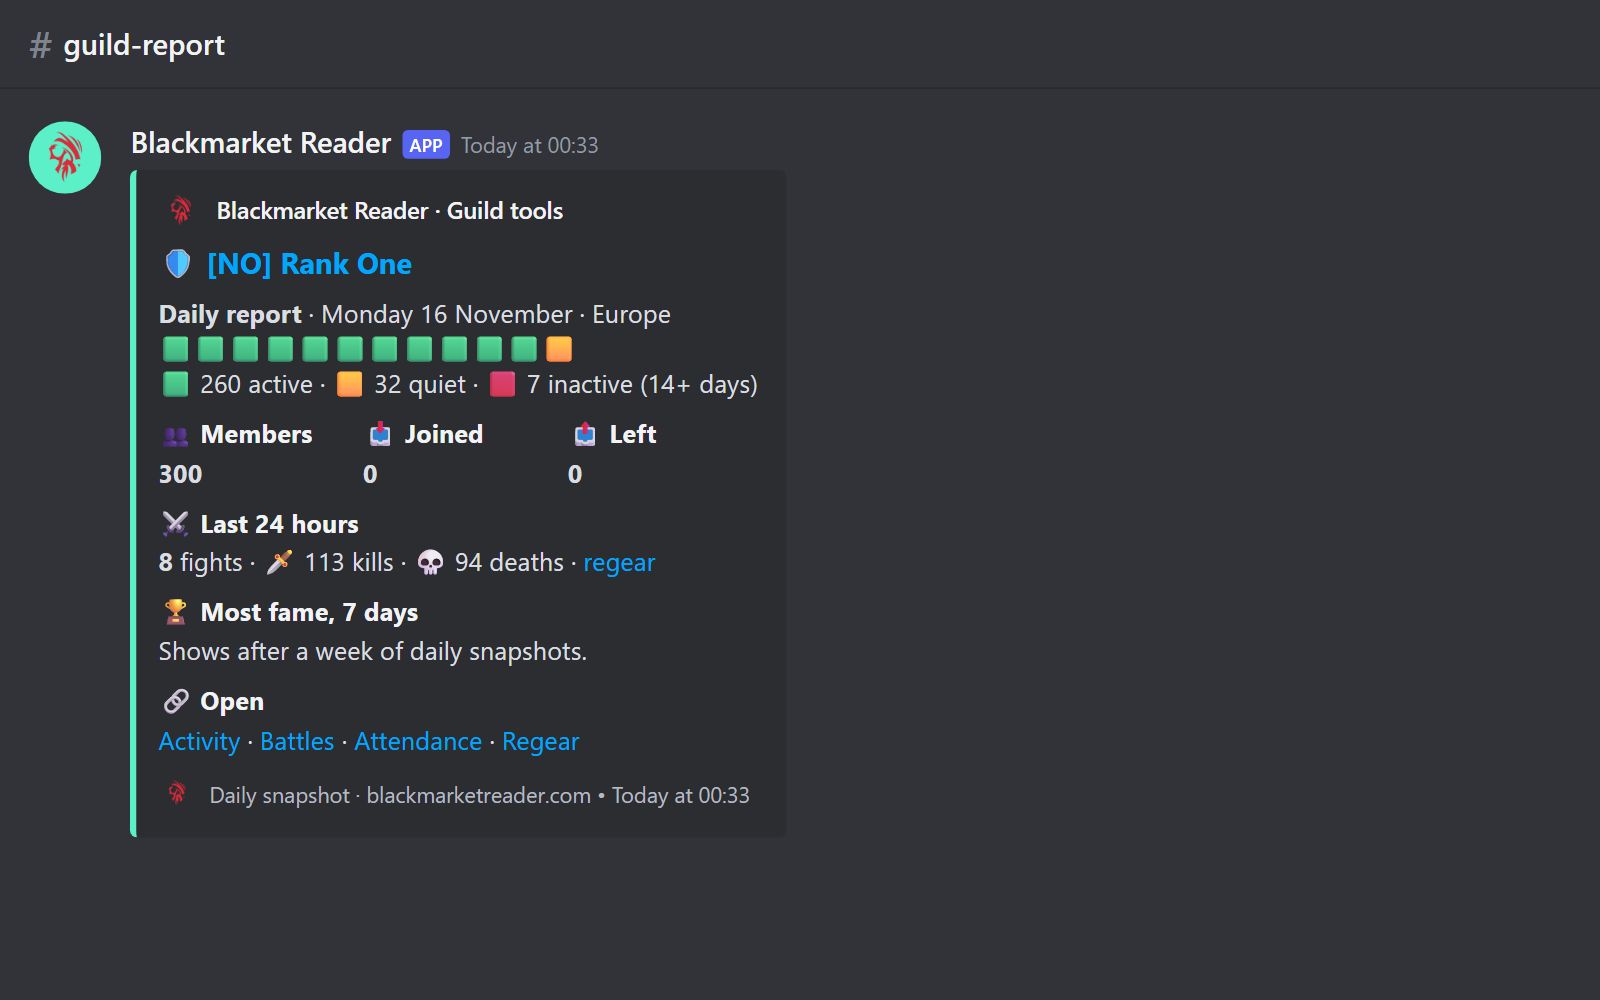 # guild-report
Blackmarket Reader APP Today at 00:33
Blackmarket Reader · Guild tools
[NO] Rank One
Daily report · Monday 16 November · Europe
260 active · 32 quiet · 7 inactive (14+ days)
Members Joined Left
300 0 0
Last 24 hours
8 fights · 113 kills · 94 deaths · regear
Most fame, 7 days
Shows after a week of daily snapshots.
Open
Activity · Battles · Attendance · Regear
Daily snapshot · blackmarketreader.com • Today at 00:33